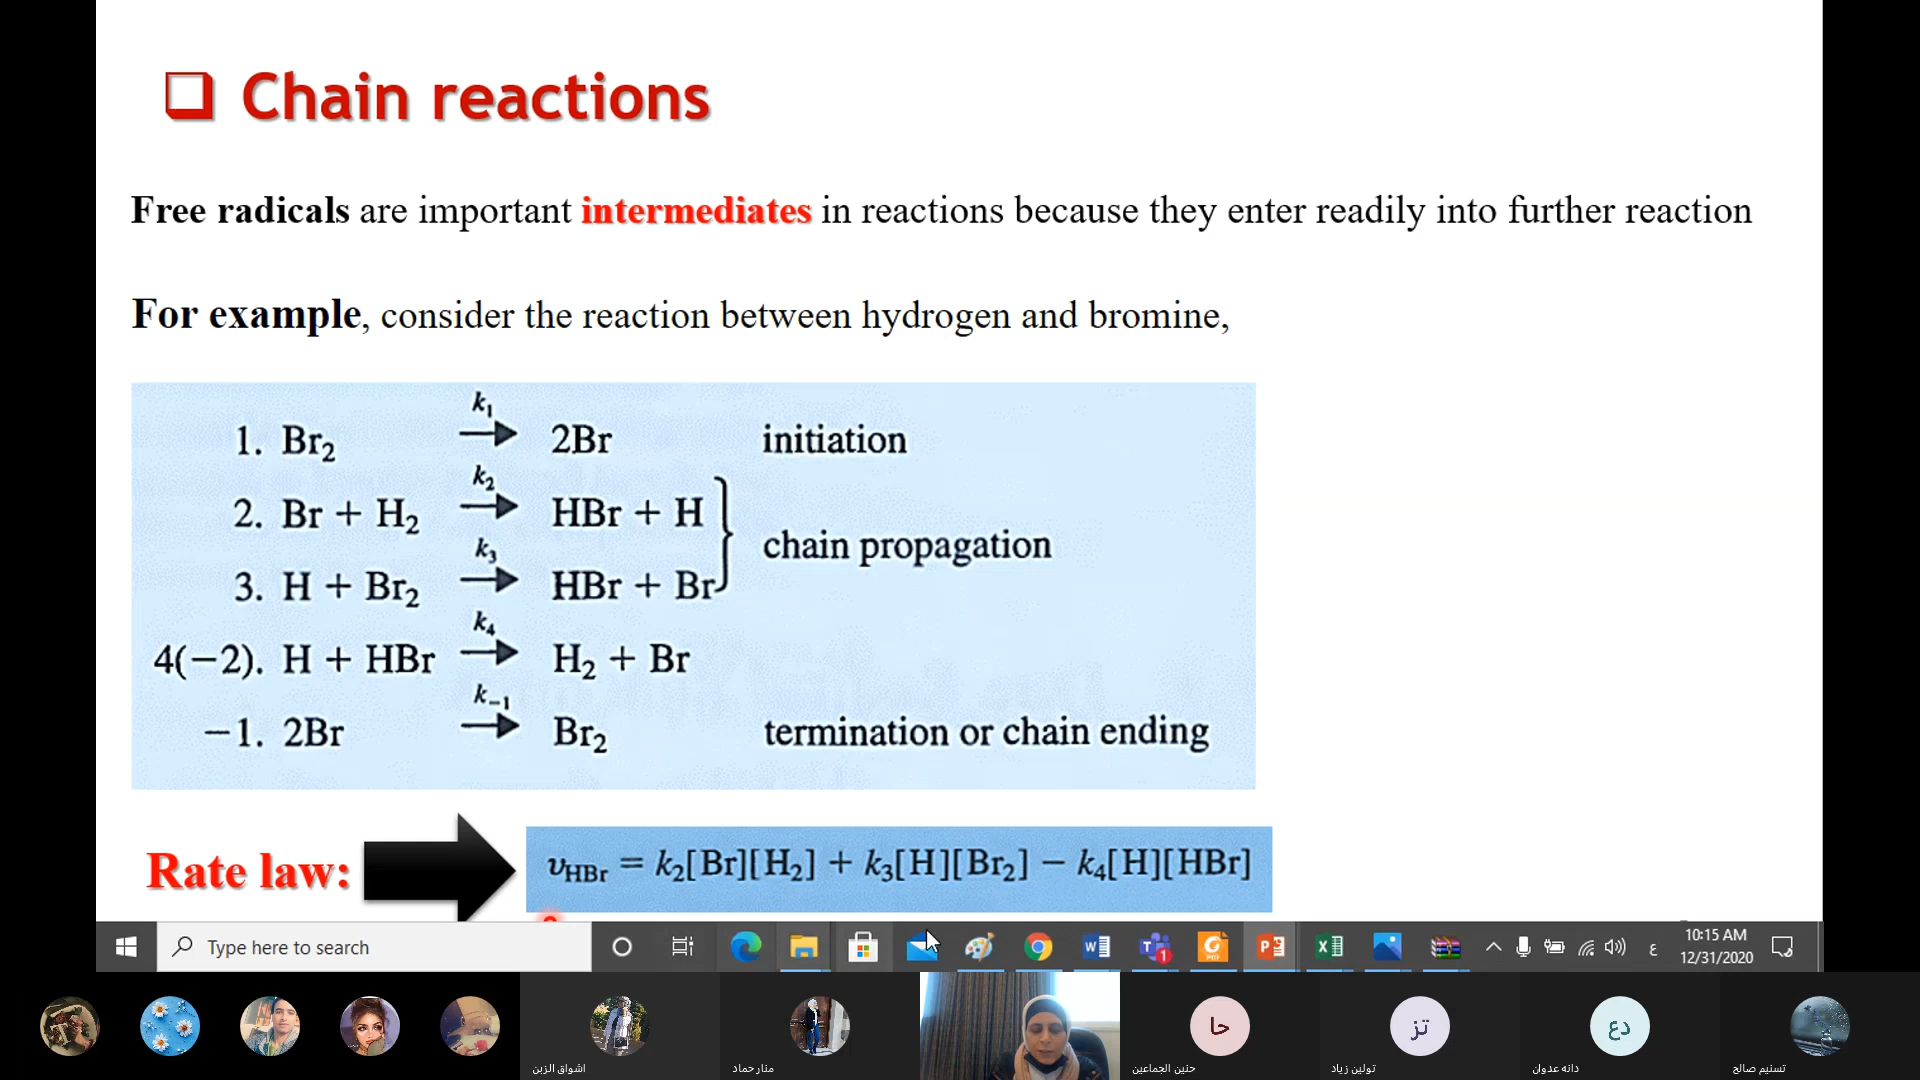 ❑ Chain reactions
Free radicals are important intermediates in reactions because they enter readily into further reaction
For example, consider the reaction between hydrogen and bromine,
k₁
1. Br₂ → 2Br initiation
k₂
2. Br + H₂ → HBr + H
chain propagation
k₃
3. H + Br₂ → HBr + Br
k₄
4(−2). H + HBr → H₂ + Br
k₋₁
−1. 2Br → Br₂ termination or chain ending
Rate law: υHBr = k₂[Br][H₂] + k₃[H][Br₂] − k₄[H][HBr]
Type here to search
1
ع
10:15 AM
12/31/2020
حا
تز
دع
اشواق الزبن
منار حماد
حنين الجماعين
تولين زياد
دانه عدوان
تسنيم صالح